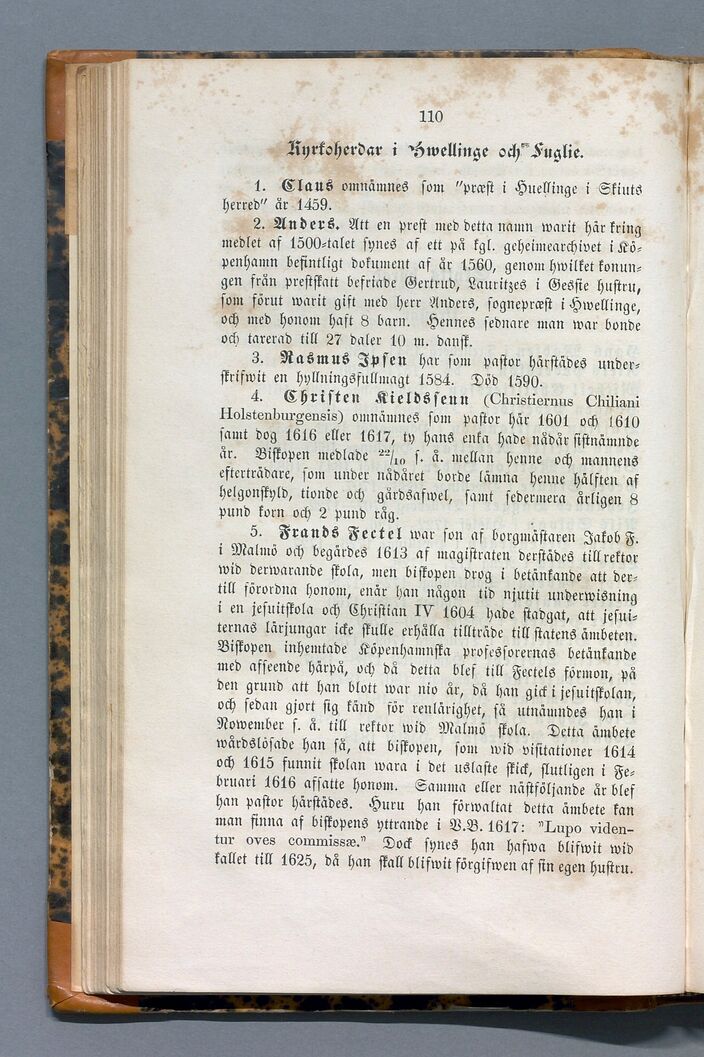 110
Kyrkoherdar i Hwellinge och Fuglie.
1. Claus omnämnes som "præst i Huellinge i Skiuts
herred" år 1459.
2. Anders. Att en prest med detta namn warit här kring
medlet af 1500-talet synes af ett på kgl. geheimearchivet i Kö-
penhamn befintligt dokument af år 1560, genom hwilket konun-
gen från prestskatt befriade Gertrud, Lauritzes i Gessie hustru,
som förut warit gift med herr Anders, sognepræst i Hwellinge,
och med honom haft 8 barn. Hennes sednare man war bonde
och taxerad till 27 daler 10 m. dansk.
3. Rasmus Ipsen har som pastor härstädes under-
skrifwit en hyllningsfullmagt 1584. Död 1590.
4. Christen Kieldssenn (Christiernus Chiliani
Holstenburgensis) omnämnes som pastor här 1601 och 1610
samt dog 1616 eller 1617, ty hans enka hade nådår sistnämnde
år. Biskopen medlade 22/10 s. å. mellan henne och mannens
efterträdare, som under nådåret borde lämna henne hälften af
helgonskyld, tionde och gårdsafwel, samt sedermera årligen 8
pund korn och 2 pund råg.
5. Frands Fectel war son af borgmästaren Jakob F.
i Malmö och begärdes 1613 af magistraten derstädes till rektor
wid derwarande skola, men biskopen drog i betänkande att der-
till förordna honom, enär han någon tid njutit underwisning
i en jesuitskola och Christian IV 1604 hade stadgat, att jesui-
ternas lärjungar icke skulle erhålla tillträde till statens ämbeten.
Biskopen inhemtade Köpenhamnska professorernas betänkande
med afseende härpå, och då detta blef till Fectels förmon, på
den grund att han blott war nio år, då han gick i jesuitskolan,
och sedan gjort sig känd för renlärighet, så utnämndes han i
November s. å. till rektor wid Malmö skola. Detta ämbete
wårdslösade han så, att biskopen, som wid visitationer 1614
och 1615 funnit skolan wara i det uslaste skick, slutligen i Fe-
bruari 1616 afsatte honom. Samma eller nästföljande år blef
han pastor härstädes. Huru han förwaltat detta ämbete kan
man finna af biskopens yttrande i V.B. 1617: "Lupo viden-
tur oves commissæ." Dock synes han hafwa blifwit wid
kallet till 1625, då han skall blifwit förgifwen af sin egen hustru.